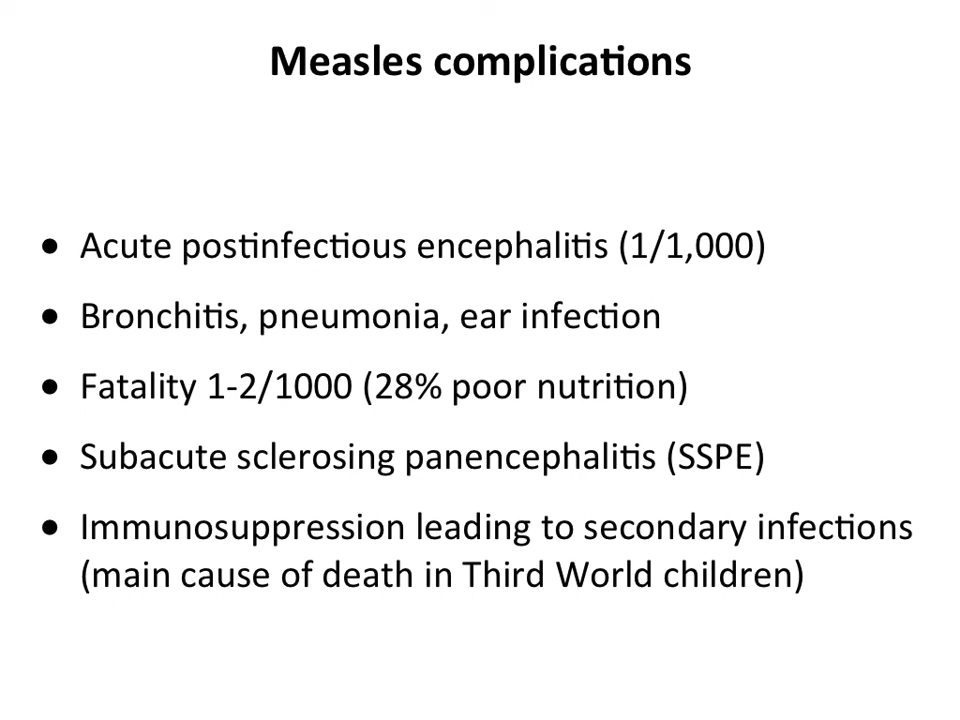 Measles complications
● Acute postinfectious encephalitis (1/1,000)
● Bronchitis, pneumonia, ear infection
● Fatality 1-2/1000 (28% poor nutrition)
● Subacute sclerosing panencephalitis (SSPE)
● Immunosuppression leading to secondary infections
(main cause of death in Third World children)